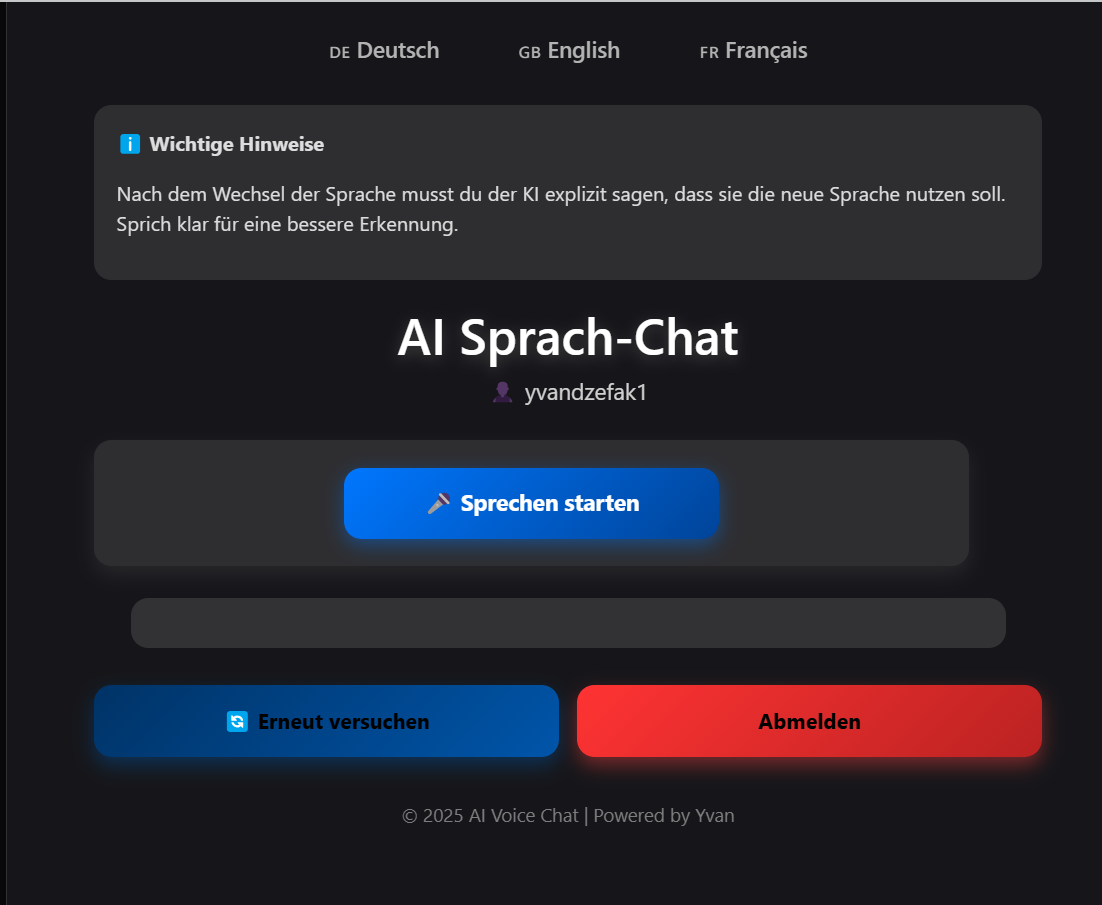 DE Deutsch GB English FR Français
Wichtige Hinweise
Nach dem Wechsel der Sprache musst du der KI explizit sagen, dass sie die neue Sprache nutzen soll.
Sprich klar für eine bessere Erkennung.
AI Sprach-Chat
yvandzefak1
Sprechen starten
Erneut versuchen Abmelden
© 2025 AI Voice Chat | Powered by Yvan